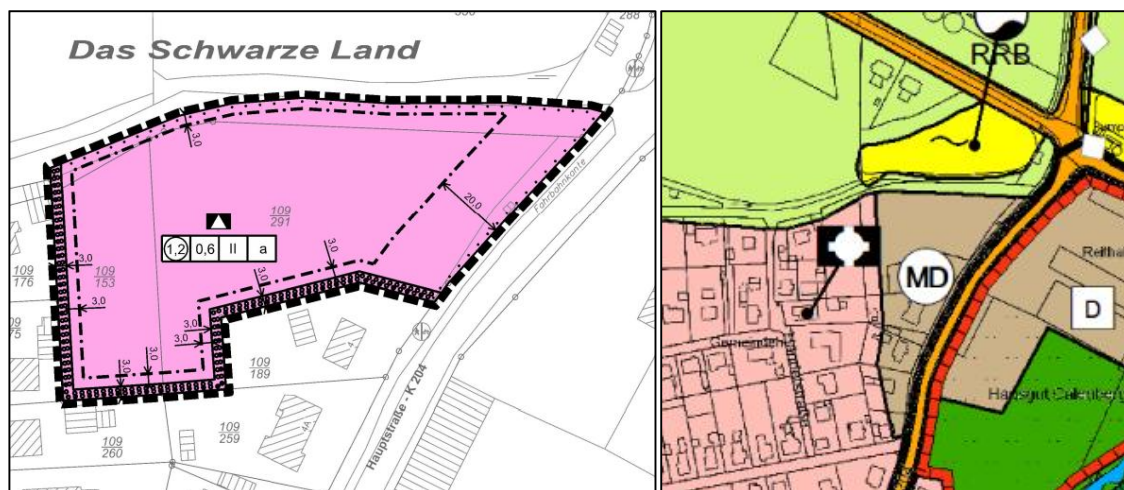 288
Das Schwarze Land
3,0
20,0
Fahrbahnkante
109
291
1,2 0,6 II a
3,0
3,0
109
176
3,0
109
153
3,0
3,0
3,0
3,0
3,0
109
189
4
109
259
4A
109
260
Hauptstraße - K 204
RRB
MD
D
Hausgut Calenberg